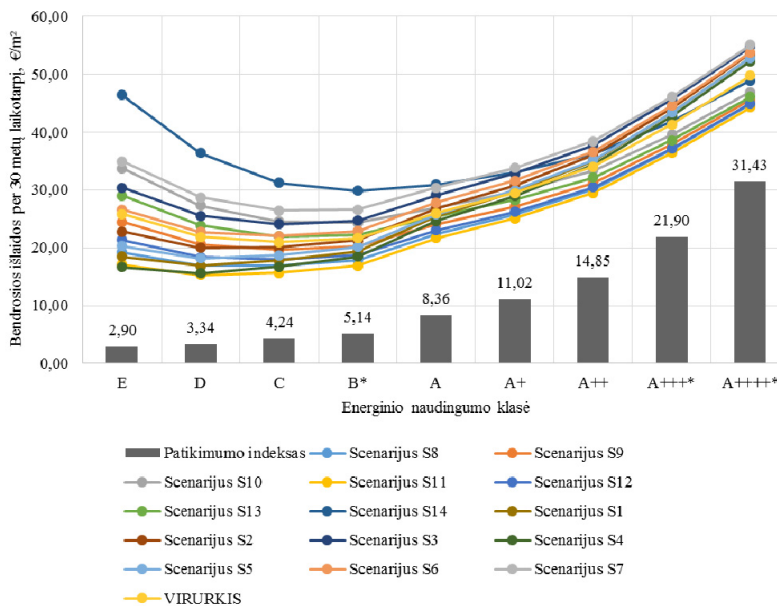 60,00
50,00
40,00
30,00
20,00
10,00
0,00
Bendrosios išlaidos per 30 metų laikotarpį, €/m²
2,90
3,34
4,24
5,14
8,36
11,02
14,85
21,90
31,43
E
D
C
B*
A
A+
A++
A+++*
A++++*
Energinio naudingumo klasė
Patikimumo indeksas
Scenarijus S8
Scenarijus S9
Scenarijus S10
Scenarijus S11
Scenarijus S12
Scenarijus S13
Scenarijus S14
Scenarijus S1
Scenarijus S2
Scenarijus S3
Scenarijus S4
Scenarijus S5
Scenarijus S6
Scenarijus S7
VIRURKIS